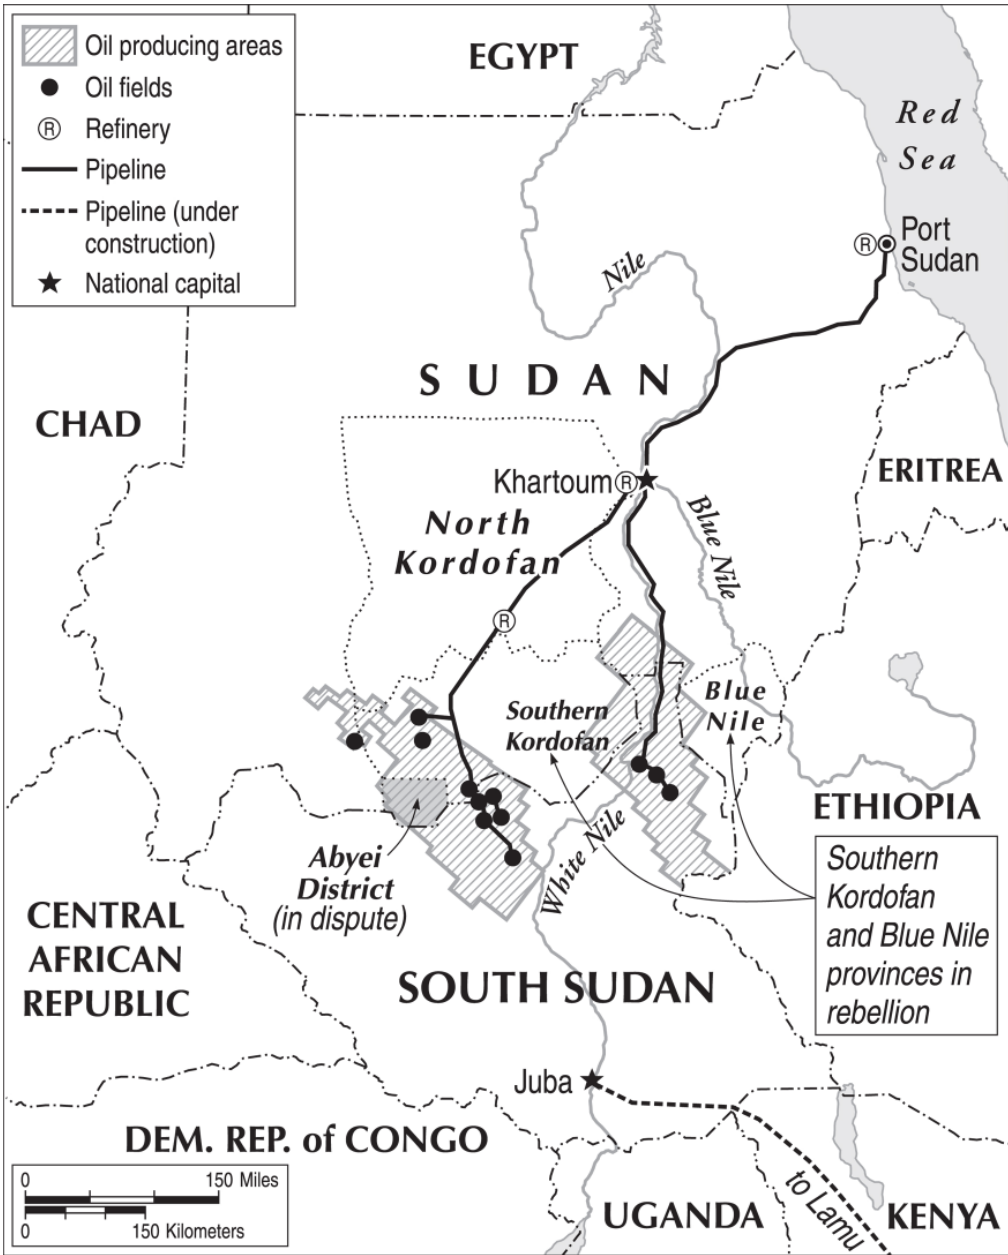 Oil producing areas
Oil fields
R
Refinery
Pipeline
Pipeline (under
construction)
National capital
EGYPT
Red
Sea
R
Port
Sudan
Nile
SUDAN
CHAD
ERITREA
Khartoum
R
North
Kordofan
Blue Nile
R
Southern
Kordofan
Blue
Nile
ETHIOPIA
White Nile
Abyei
District
(in dispute)
Southern
Kordofan
and Blue Nile
provinces in
rebellion
CENTRAL
AFRICAN
REPUBLIC
SOUTH SUDAN
Juba
DEM. REP. of CONGO
0 150 Miles
0 150 Kilometers
UGANDA
to Lamu
KENYA